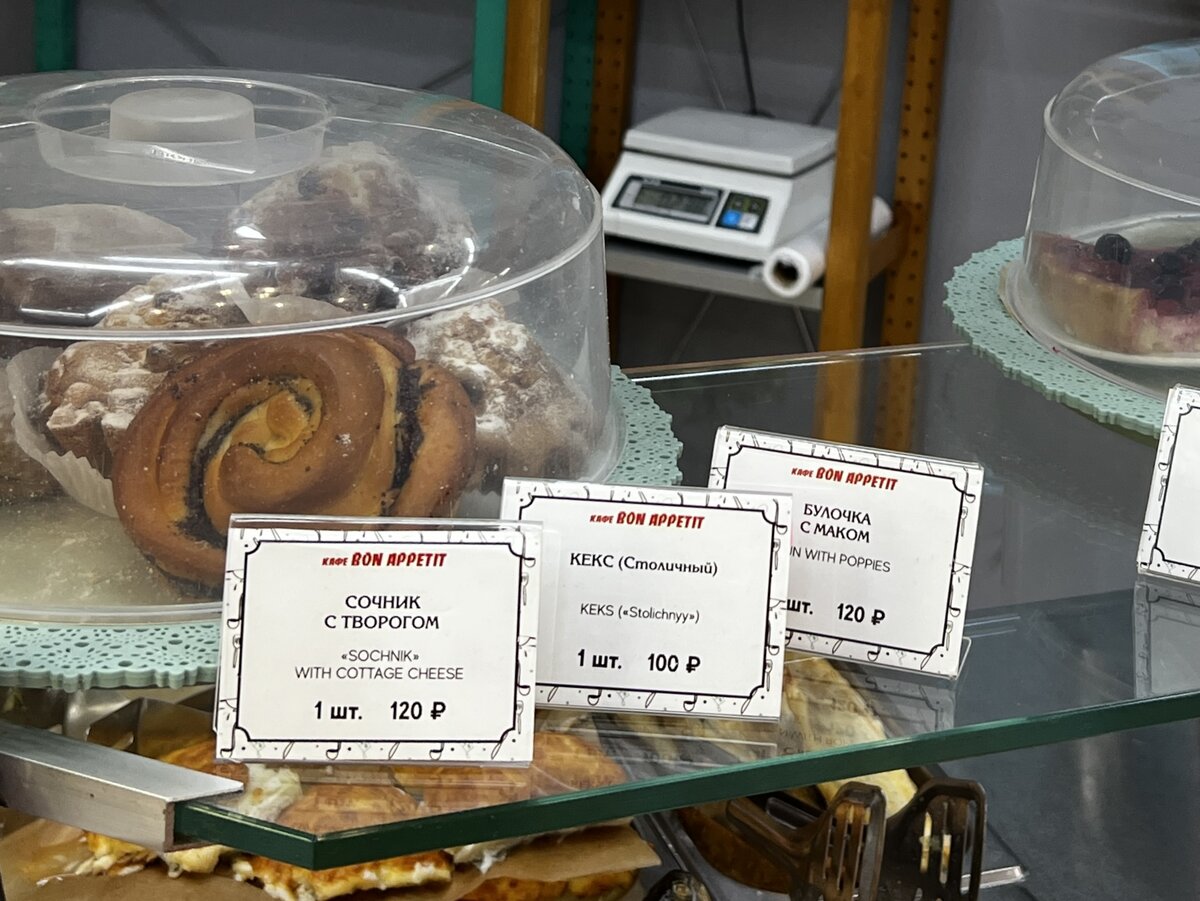 КАФЕ BON APPETIT
СОЧНИК
С ТВОРОГОМ
«SOCHNIK»
WITH COTTAGE CHEESE
1 шт. 120 ₽
КАФЕ BON APPETIT
КЕКС (Столичный)
KEKS («Stolichnyy»)
1 шт. 100 ₽
КАФЕ BON APPETIT
БУЛОЧКА
С МАКОМ
WITH POPPIES
шт. 120 ₽